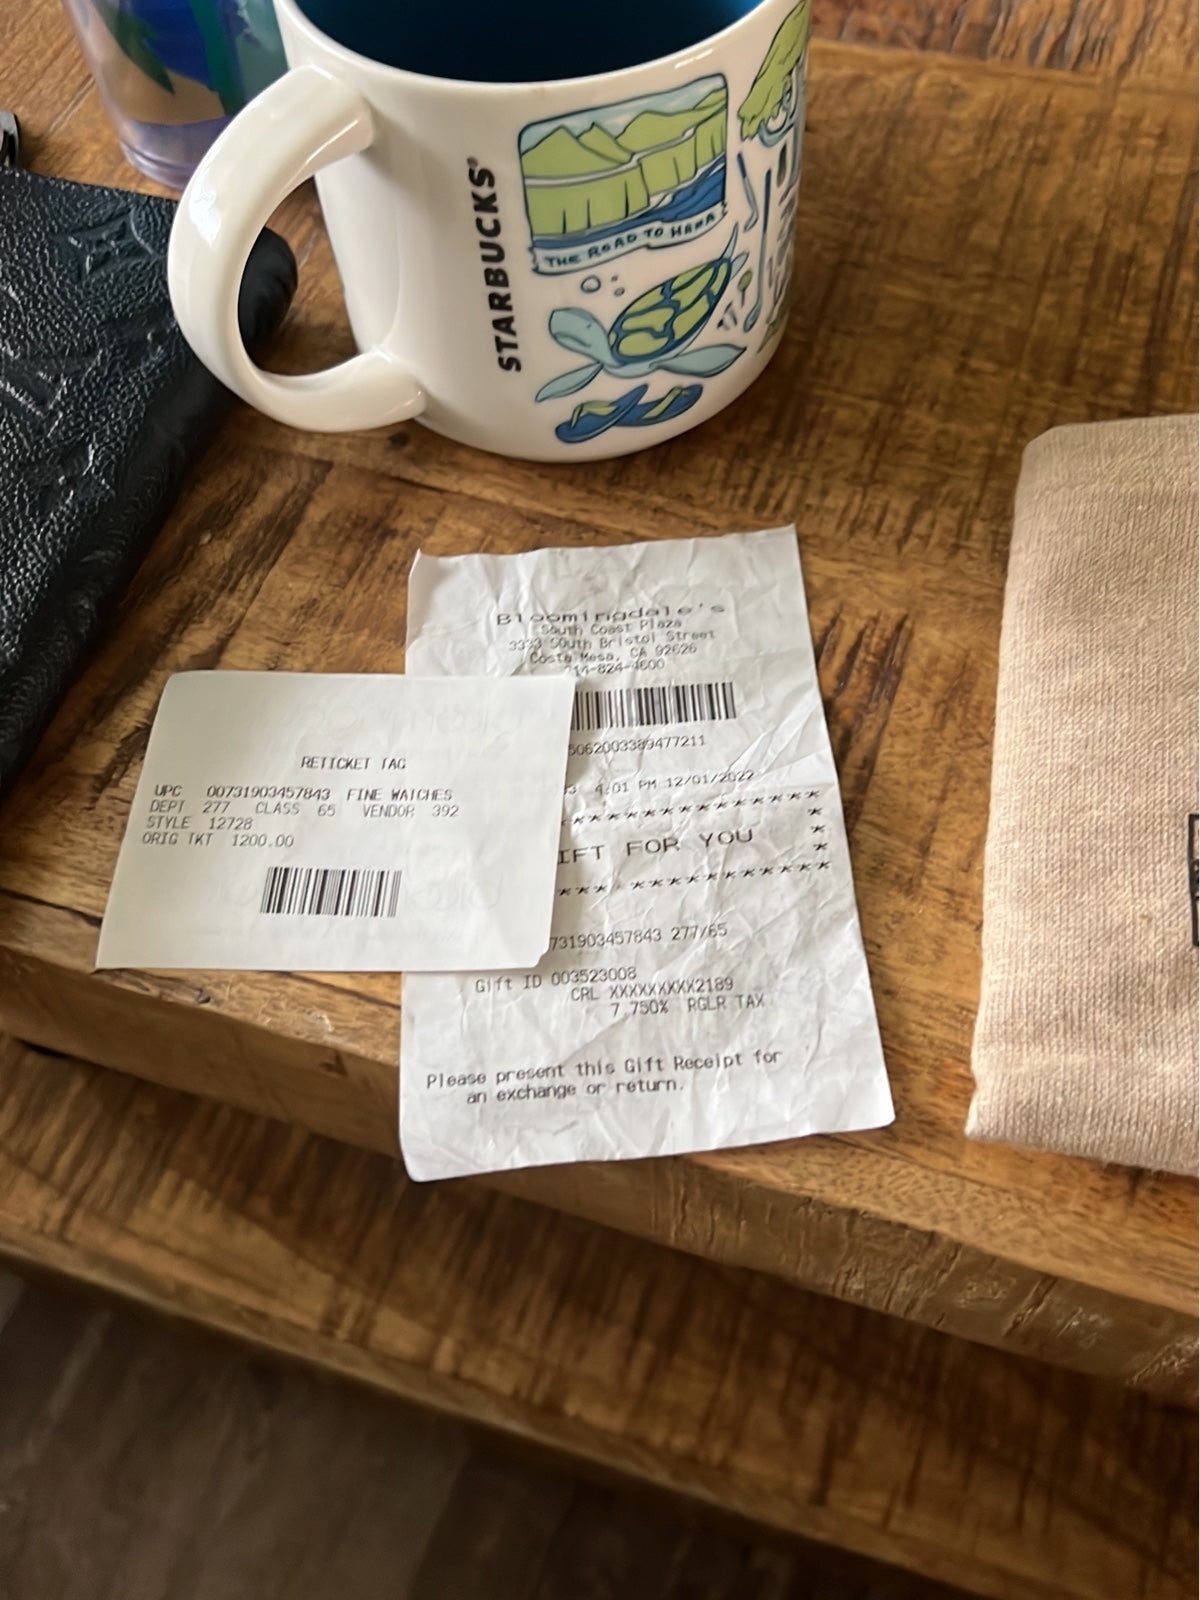 STARBUCKS®
THE ROAD TO HANA
Bloomingdale's
South Coast Plaza
3333 South Bristol Street
Costa Mesa, CA 92626
714-824-4600
5062003389477211
4:01 PM 12/01/2022
*************
*
IFT FOR YOU *
*
*** ***********
731903457843 277/65
Gift ID 003523008
CRL XXXXXXXXX2189
7.750% RGLR TAX
Please present this Gift Receipt for
an exchange or return.
RETICKET TAG
UPC 00731903457843 FINE WATCHES
DEPT 277 CLASS 65 VENDOR 392
STYLE 12728
ORIG TKT 1200.00